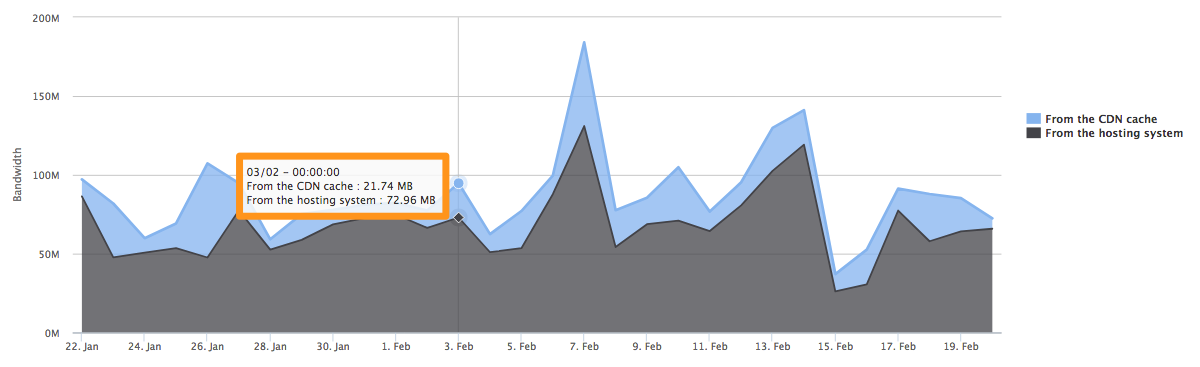 200M
150M
100M
50M
0M
Bandwidth
03/02 - 00:00:00
From the CDN cache : 21.74 MB
From the hosting system : 72.96 MB
22. Jan
24. Jan
26. Jan
28. Jan
30. Jan
1. Feb
3. Feb
5. Feb
7. Feb
9. Feb
11. Feb
13. Feb
15. Feb
17. Feb
19. Feb
From the CDN cache
From the hosting system